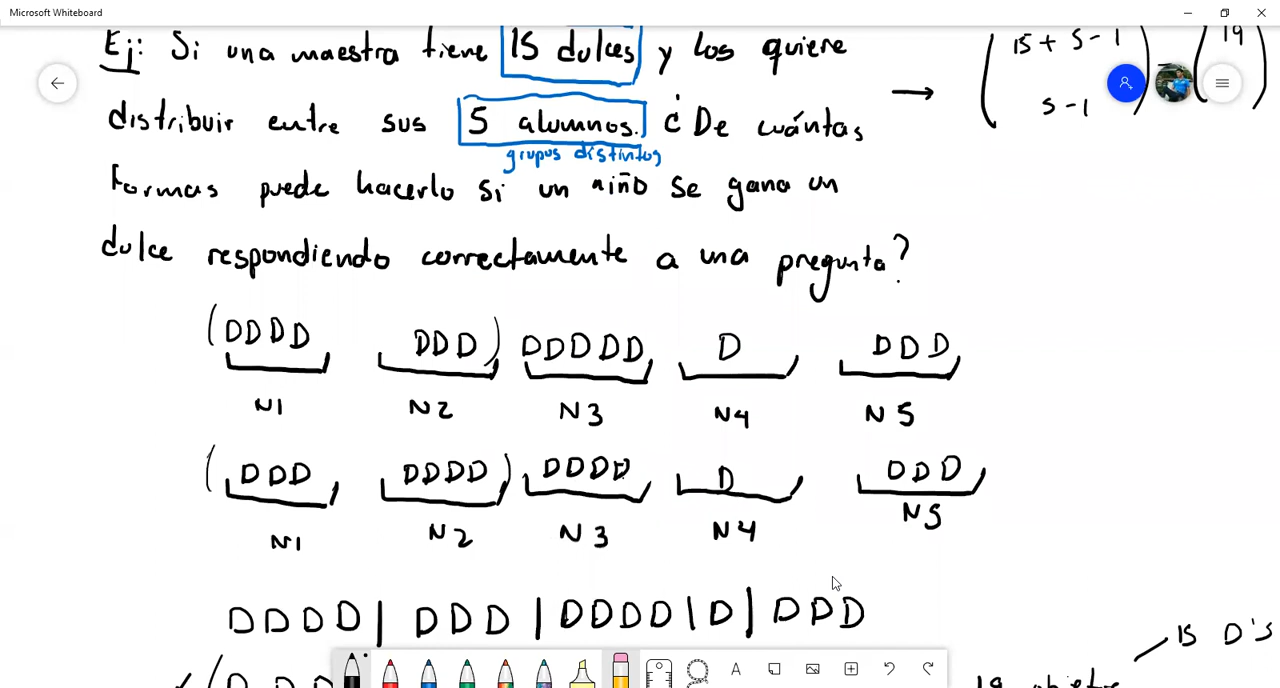 Microsoft Whiteboard
Ej: Si una maestra tiene 15 dulces y los quiere
distribuir entre sus 5 alumnos. ¿De cuántas
grupos distintos
formas puede hacerlo si un niño se gana un
dulce respondiendo correctamente a una pregunta?
→ ( 15 + 5 - 1
5 - 1 ) = ( 19 )
(DDDD DDD) DDDDD D DDD
N1 N2 N3 N4 N5
(DDD DDDD) DDDD D DDD
N1 N2 N3 N4 N5
DDDD | DDD | DDDD | D | DDD
15 D's
(D D D
19
A